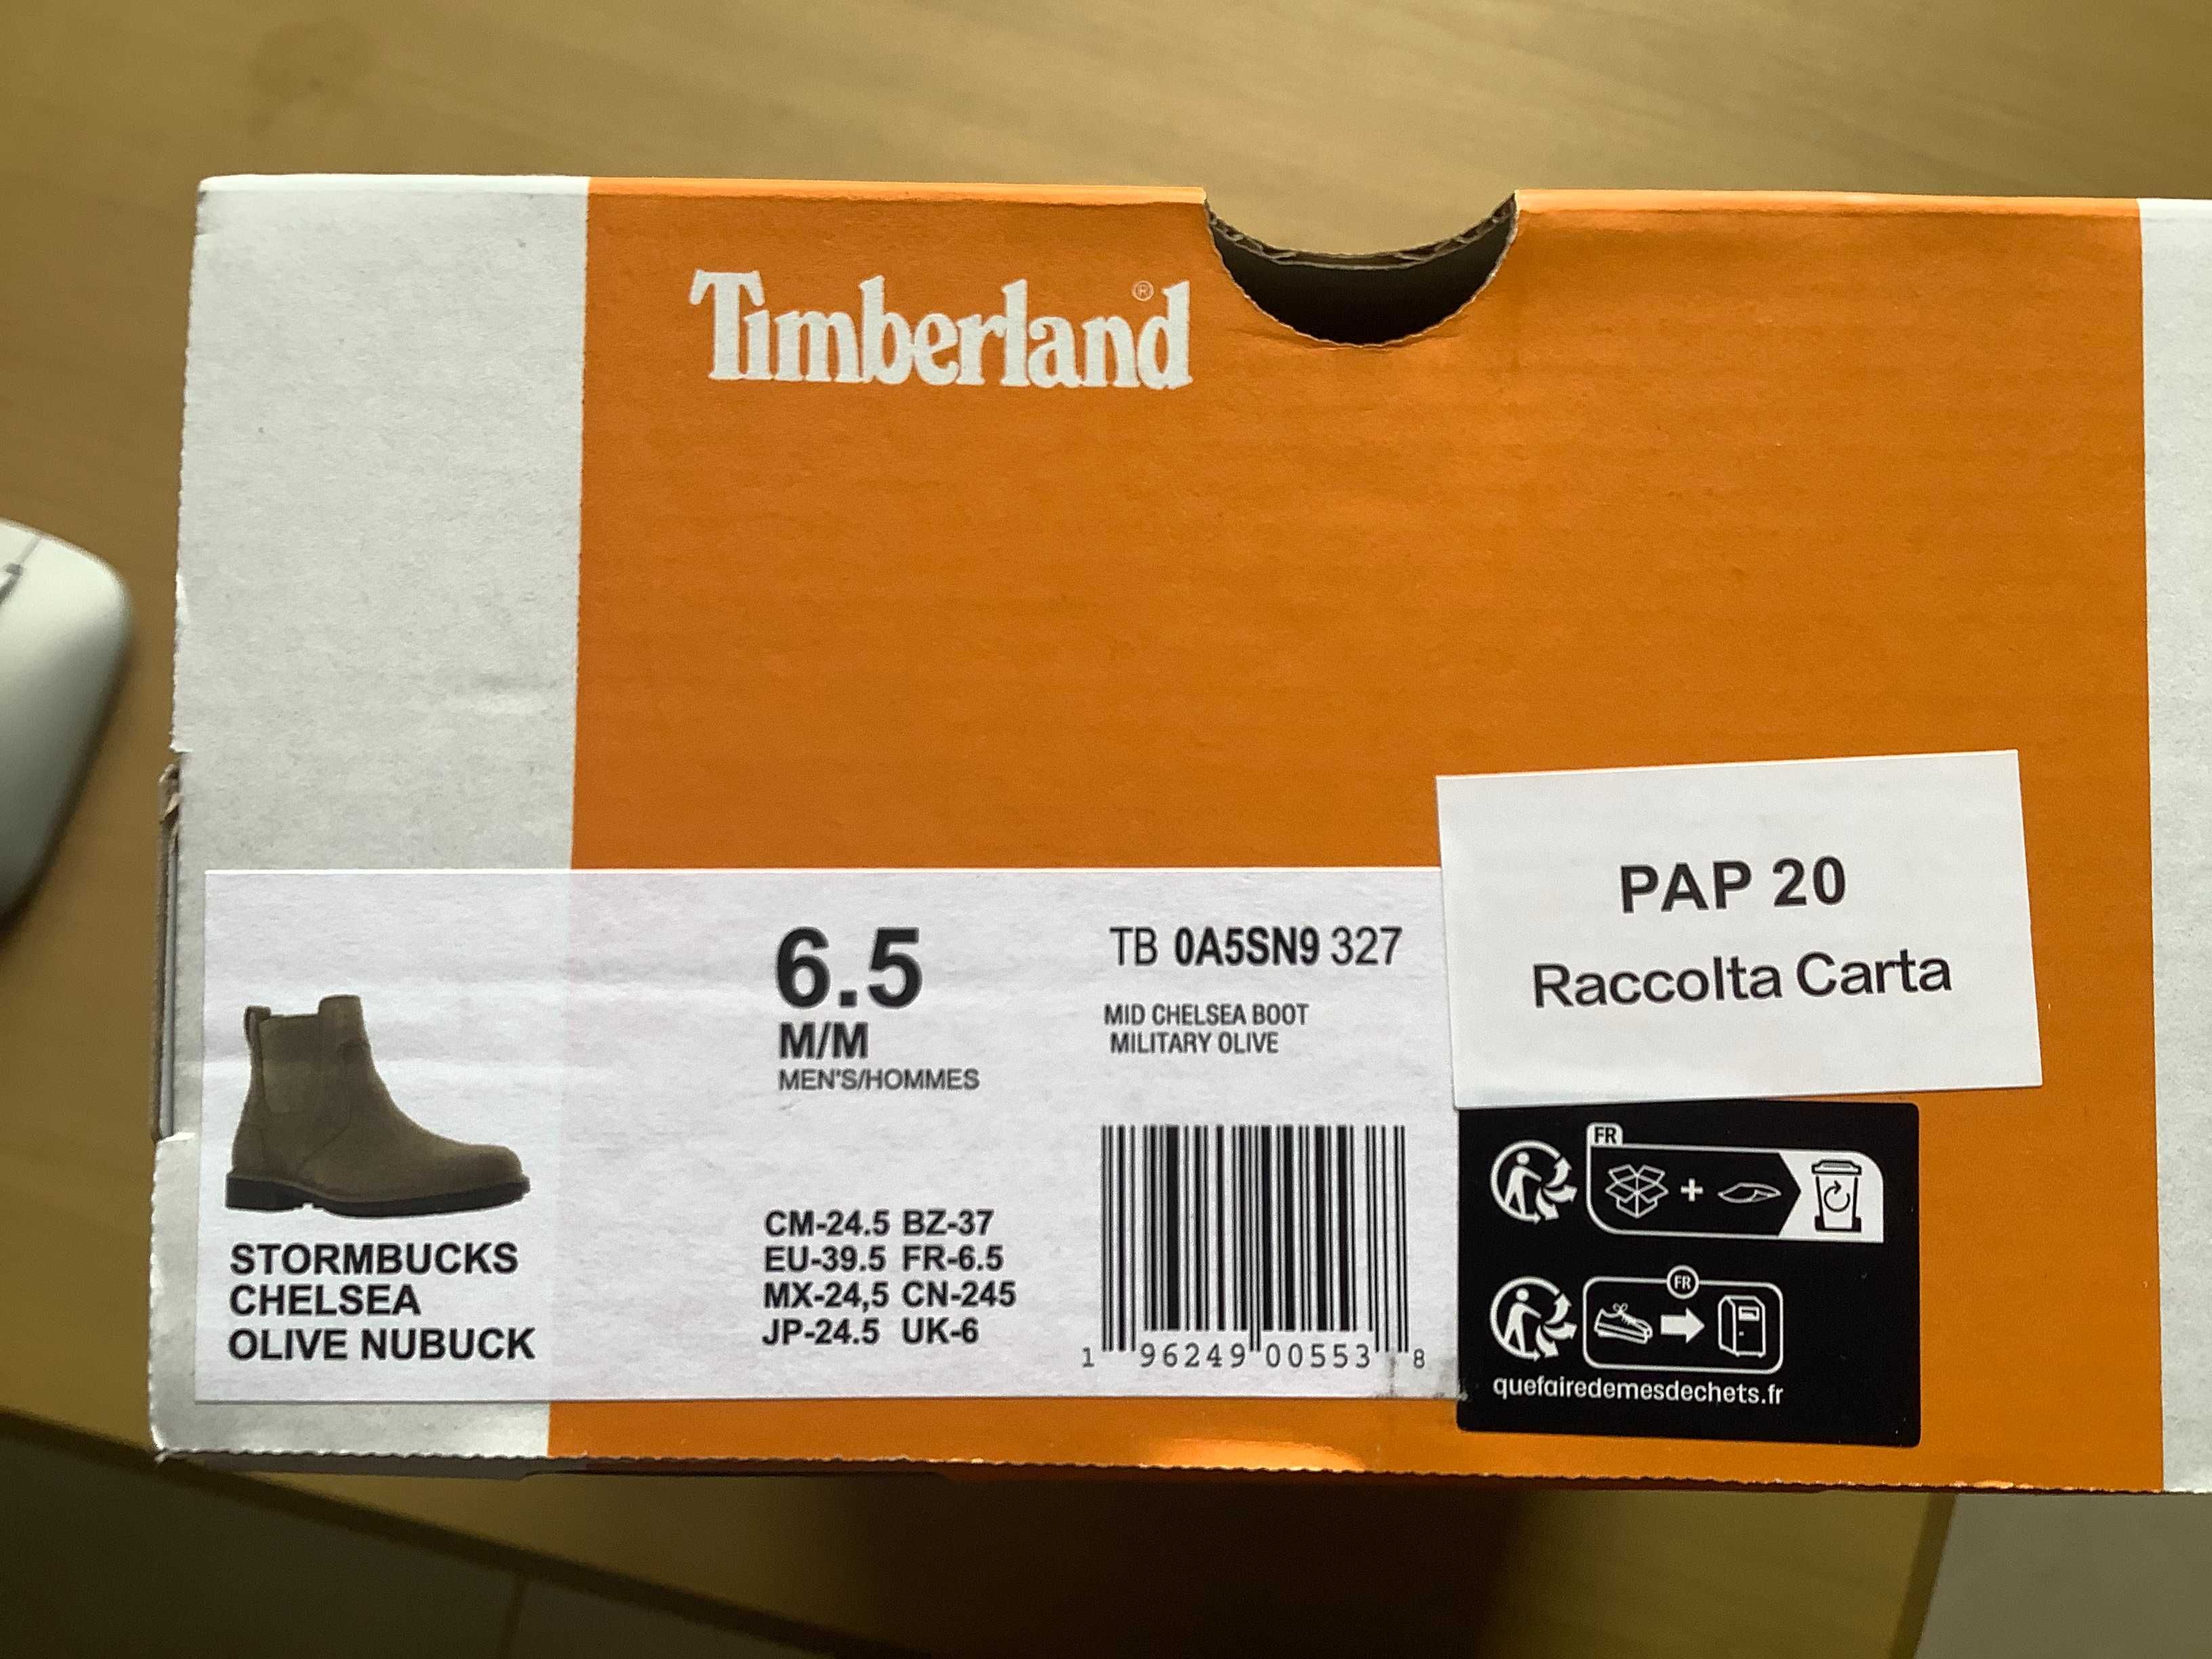 Timberland®
6.5
M/M
MEN'S/HOMMES
TB 0A5SN9 327
MID CHELSEA BOOT
MILITARY OLIVE
STORMBUCKS
CHELSEA
OLIVE NUBUCK
CM-24.5 BZ-37
EU-39.5 FR-6.5
MX-24,5 CN-245
JP-24.5 UK-6
1 96249 00553 8
PAP 20
Raccolta Carta
FR
FR
quefairedemesdechets.fr